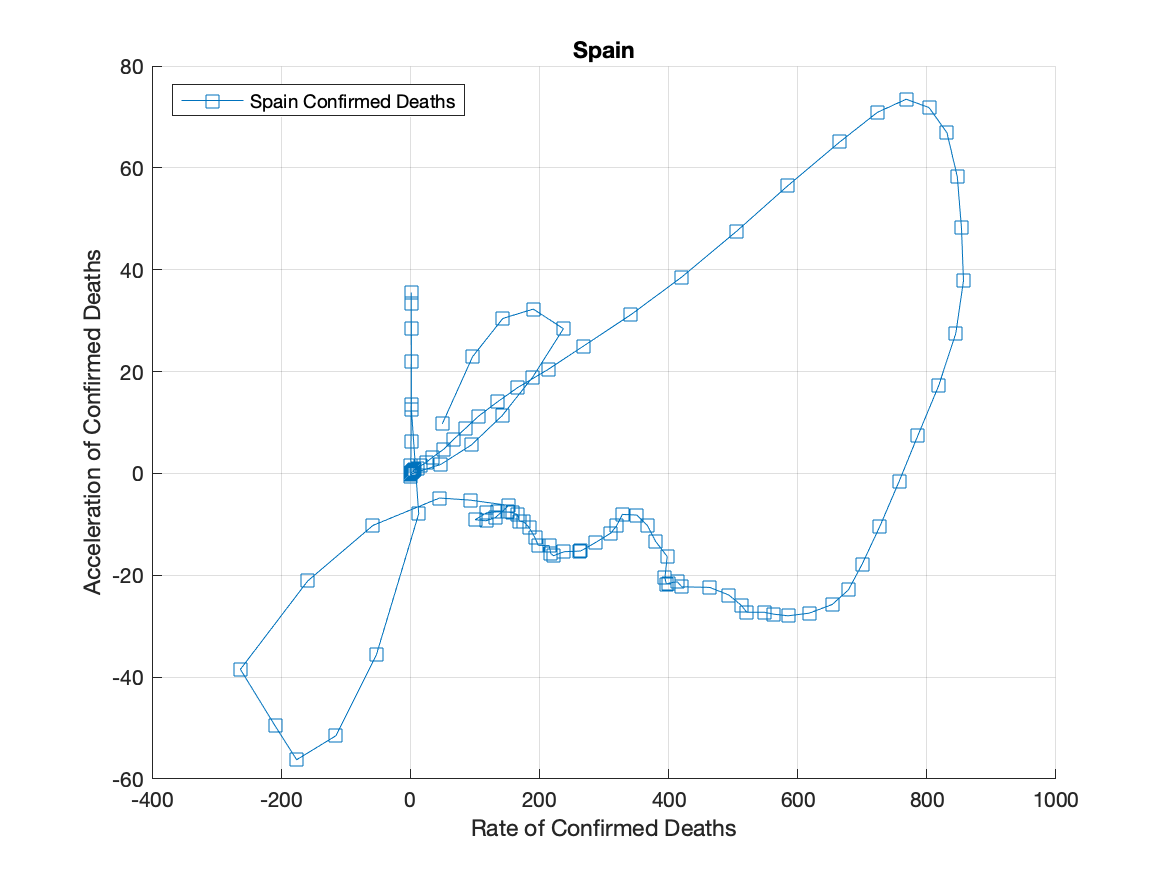 Spain
Spain Confirmed Deaths
80
60
40
20
0
-20
-40
-60
-400 -200 0 200 400 600 800 1000
Rate of Confirmed Deaths
Acceleration of Confirmed Deaths